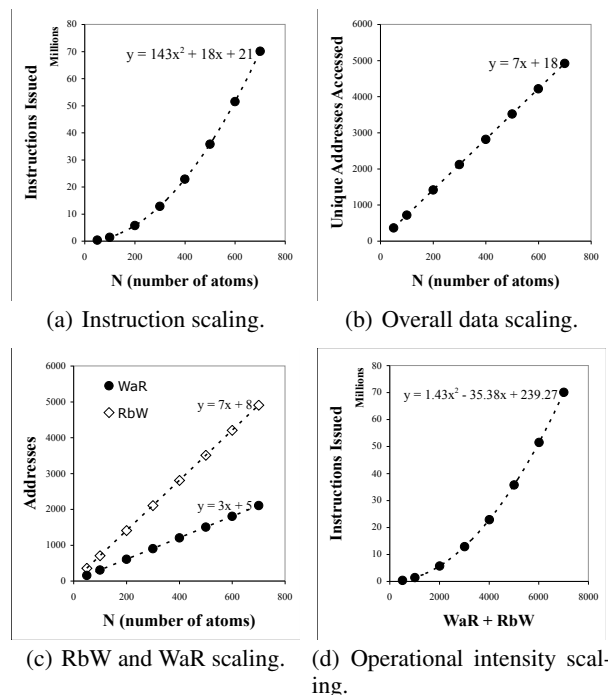 80
70
60
50
40
30
20
10
0
Millions
Instructions Issued
y = 143x² + 18x + 21
0 200 400 600 800
N (number of atoms)
(a) Instruction scaling.
6000
5000
4000
3000
2000
1000
0
Unique Addresses Accessed
y = 7x + 18
0 200 400 600 800
N (number of atoms)
(b) Overall data scaling.
6000
5000
4000
3000
2000
1000
0
Addresses
WaR
RbW
y = 7x + 8
y = 3x + 5
0 200 400 600 800
N (number of atoms)
(c) RbW and WaR scaling.
80
70
60
50
40
30
20
10
0
Millions
Instructions Issued
y = 1.43x² - 35.38x + 239.27
0 2000 4000 6000 8000
WaR + RbW
(d) Operational intensity scal-
ing.